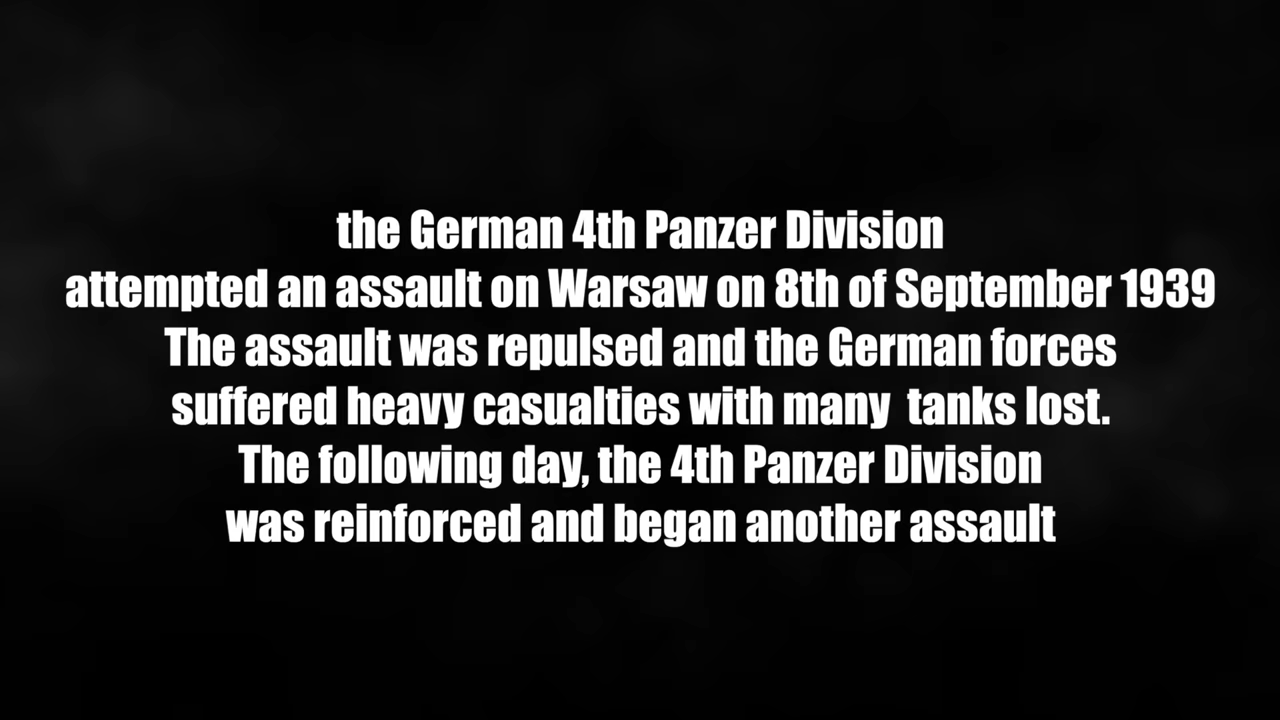 the German 4th Panzer Division
attempted an assault on Warsaw on 8th of September 1939
The assault was repulsed and the German forces
suffered heavy casualties with many  tanks lost.
The following day, the 4th Panzer Division
was reinforced and began another assault